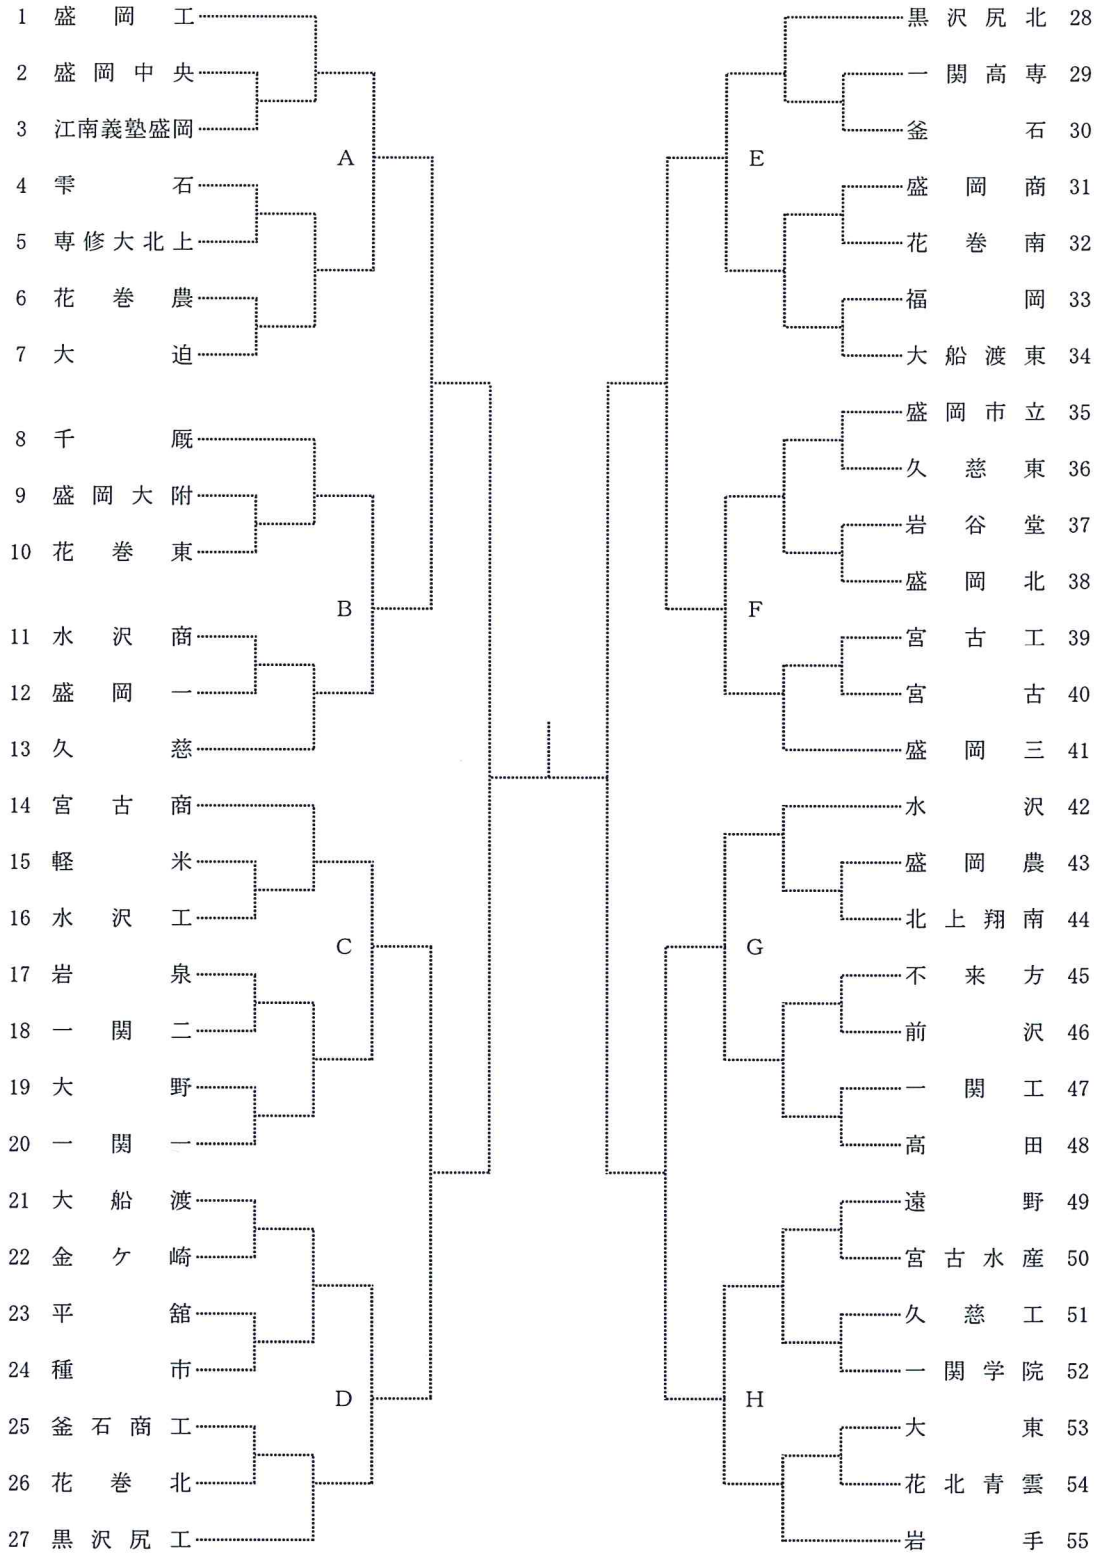 1 盛岡工
2 盛岡中央
3 江南義塾盛岡
A
4 雫石
5 専修大北上
6 花巻農
7 大迫
8 千厩
9 盛岡大附
10 花巻東
B
11 水沢商
12 盛岡一
13 久慈
14 宮古商
15 軽米
16 水沢工
C
17 岩泉
18 一関二
19 大野
20 一関一
21 大船渡
22 金ケ崎
23 平舘
24 種市
D
25 釜石商工
26 花巻北
27 黒沢尻工
黒沢尻北 28
一関高専 29
釜石 30
E
盛岡商 31
花巻南 32
福岡 33
大船渡東 34
盛岡市立 35
久慈東 36
岩谷堂 37
盛岡北 38
F
宮古工 39
宮古 40
盛岡三 41
水沢 42
盛岡農 43
北上翔南 44
G
不来方 45
前沢 46
一関工 47
高田 48
遠野 49
宮古水産 50
久慈工 51
一関学院 52
H
大東 53
花北青雲 54
岩手 55